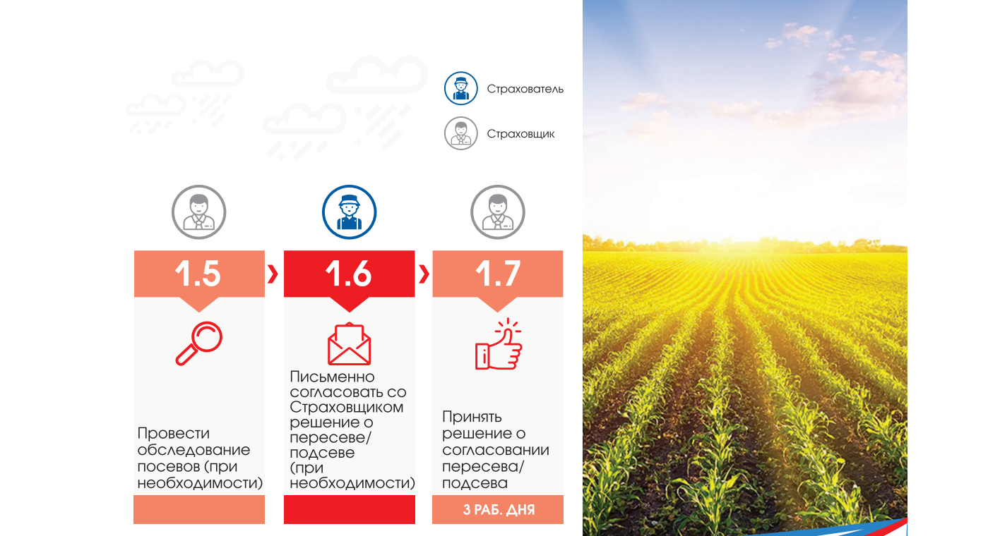 Страхователь
Страховщик
1.5
1.6
1.7
Провести
обследование
посевов (при
необходимости)
Письменно
согласовать со
Страховщиком
решение о
пересеве/
подсеве
(при
необходимости)
Принять
решение о
согласовании
пересева/
подсева
3 РАБ. ДНЯ